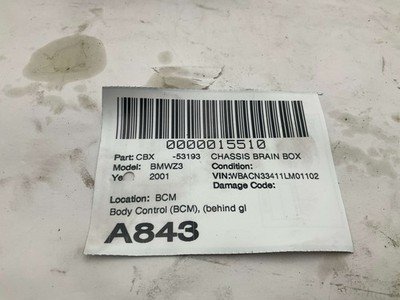 0000015510
Part: CBX -53193 CHASSIS BRAIN BOX
Model: BMWZ3 Condition:
Ye 2001 VIN:WBACN33411LM01102
Damage Code:
Location: BCM
Body Control (BCM), (behind gl
A843